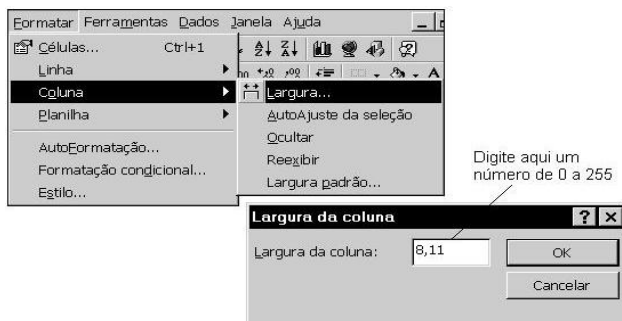 Formatar Ferramentas Dados Janela Ajuda
Células... Ctrl+1
Linha
Coluna
Planilha
AutoFormatação...
Formatação condicional...
Estilo...
Largura...
AutoAjuste da seleção
Ocultar
Reexibir
Largura padrão...
Digite aqui um
número de 0 a 255
Largura da coluna
Largura da coluna: 8,11
OK
Cancelar